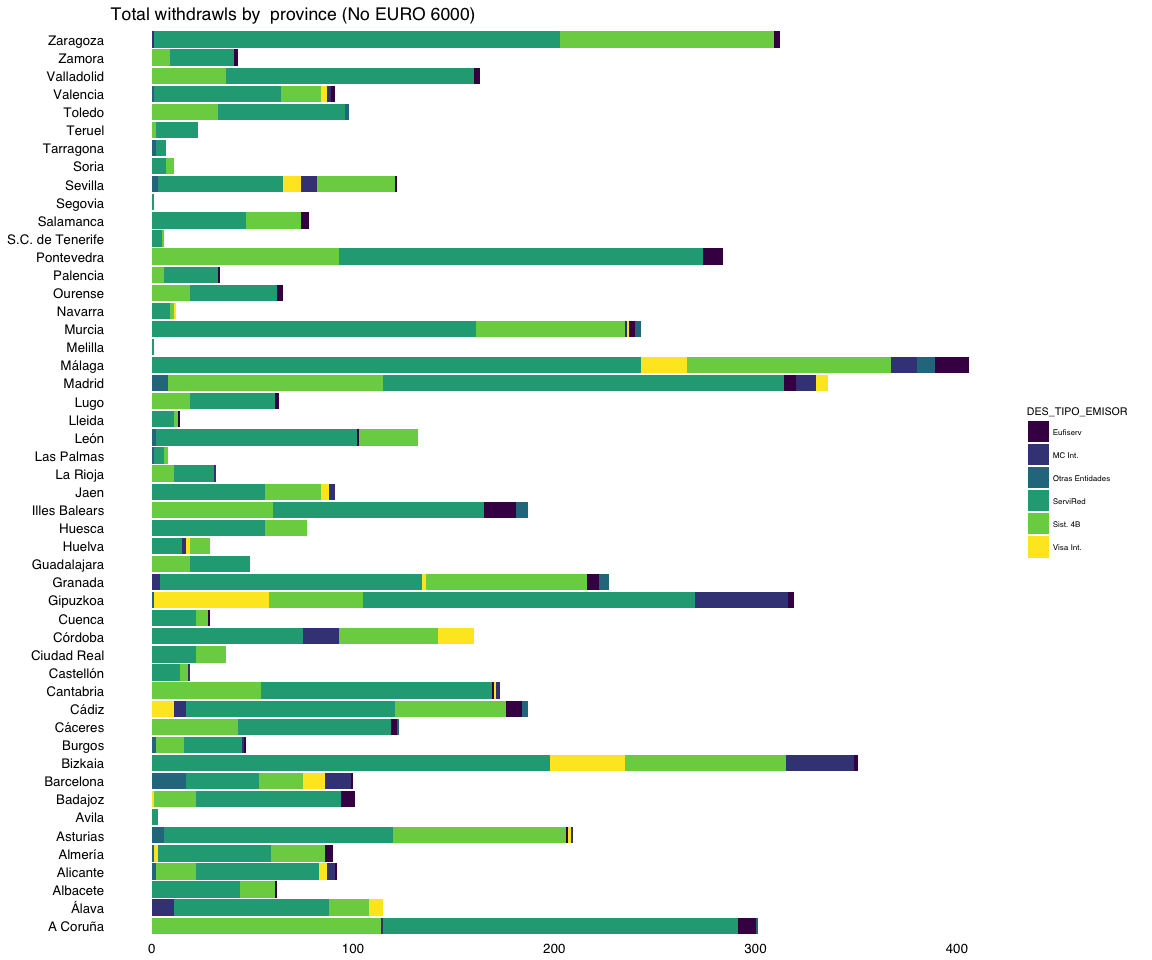 Total withdrawls by  province (No EURO 6000)
Zaragoza
Zamora
Valladolid
Valencia
Toledo
Teruel
Tarragona
Soria
Sevilla
Segovia
Salamanca
S.C. de Tenerife
Pontevedra
Palencia
Ourense
Navarra
Murcia
Melilla
Málaga
Madrid
Lugo
Lleida
León
Las Palmas
La Rioja
Jaen
Illes Balears
Huesca
Huelva
Guadalajara
Granada
Gipuzkoa
Cuenca
Córdoba
Ciudad Real
Castellón
Cantabria
Cádiz
Cáceres
Burgos
Bizkaia
Barcelona
Badajoz
Avila
Asturias
Almería
Alicante
Albacete
Álava
A Coruña
0 100 200 300 400
DES_TIPO_EMISOR
Eufiserv
MC Int.
Otras Entidades
ServiRed
Sist. 4B
Visa Int.